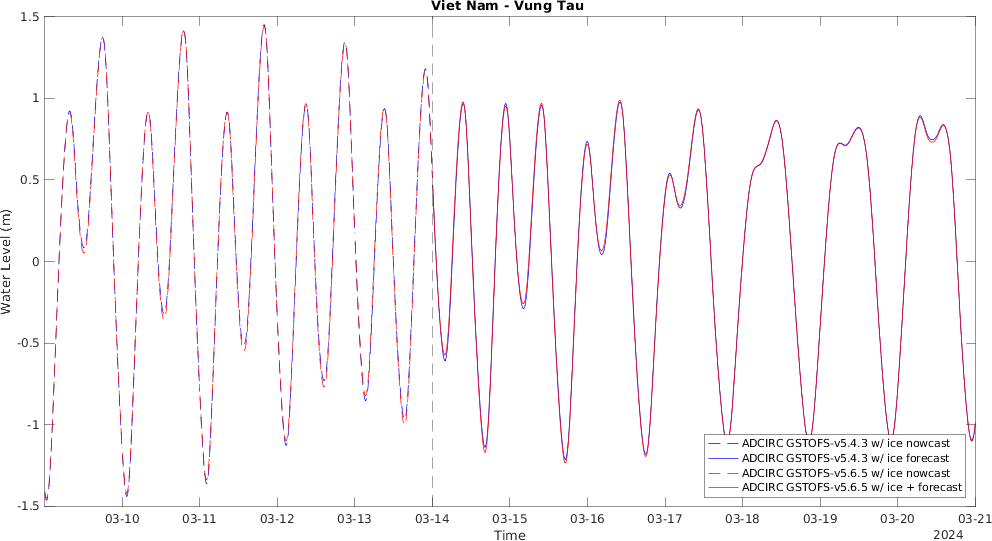 Viet Nam - Vung Tau
Water Level (m)
1.5
1
0.5
0
-0.5
-1
-1.5
03-10 03-11 03-12 03-13 03-14 03-15 03-16 03-17 03-18 03-19 03-20 03-21
Time
2024
ADCIRC GSTOFS-v5.4.3 w/ ice nowcast
ADCIRC GSTOFS-v5.4.3 w/ ice forecast
ADCIRC GSTOFS-v5.6.5 w/ ice nowcast
ADCIRC GSTOFS-v5.6.5 w/ ice + forecast